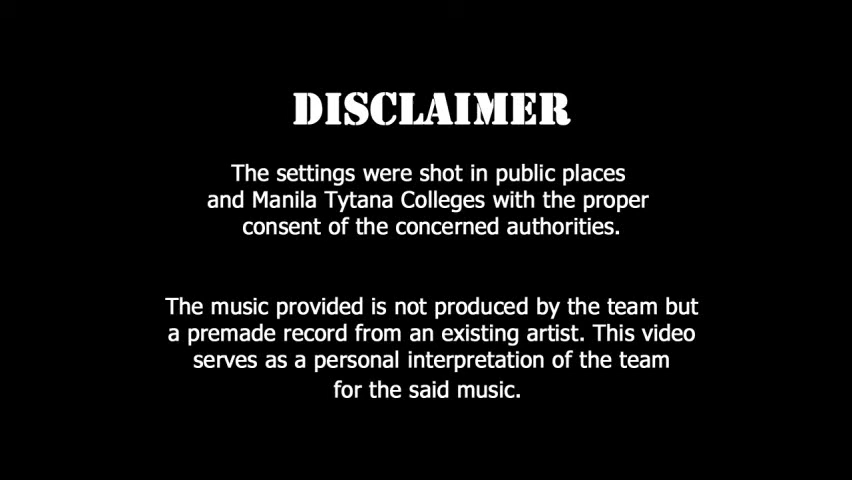 DISCLAIMER
The settings were shot in public places
and Manila Tytana Colleges with the proper
consent of the concerned authorities.
The music provided is not produced by the team but
a premade record from an existing artist. This video
serves as a personal interpretation of the team
for the said music.